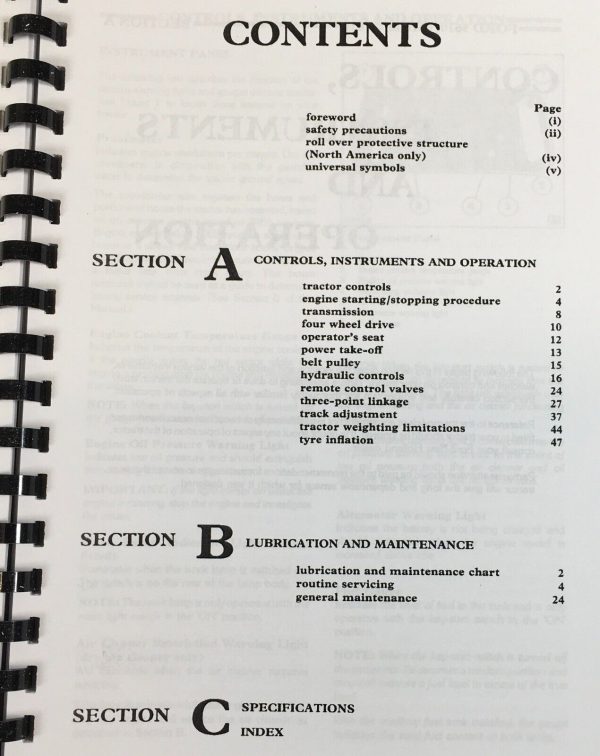 CONTENTS
Page
foreword (i)
safety precautions (ii)
roll over protective structure
(North America only) (iv)
universal symbols (v)
SECTION A CONTROLS, INSTRUMENTS AND OPERATION
tractor controls 2
engine starting/stopping procedure 4
transmission 8
four wheel drive 10
operator's seat 12
power take-off 13
belt pulley 15
hydraulic controls 16
remote control valves 24
three-point linkage 27
track adjustment 37
tractor weighting limitations 44
tyre inflation 47
SECTION B LUBRICATION AND MAINTENANCE
lubrication and maintenance chart 2
routine servicing 4
general maintenance 24
SECTION C SPECIFICATIONS
INDEX